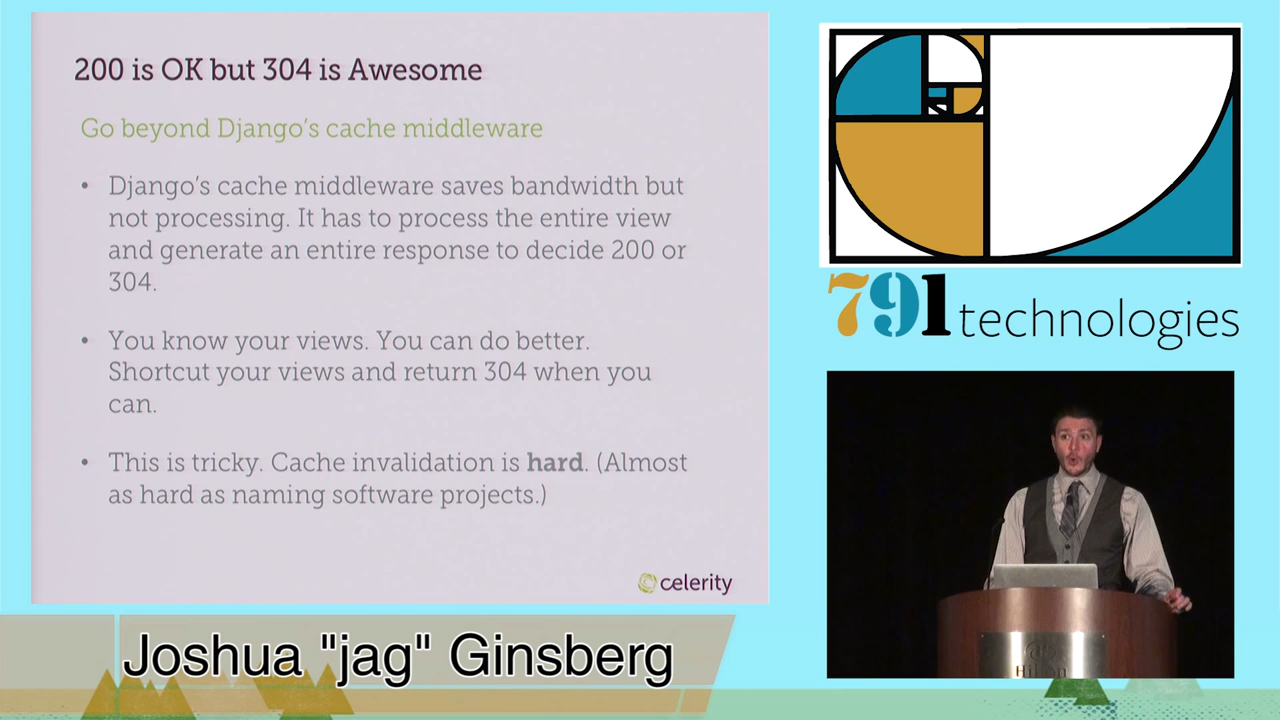 200 is OK but 304 is Awesome
Go beyond Django's cache middleware
• Django's cache middleware saves bandwidth but
not processing. It has to process the entire view
and generate an entire response to decide 200 or
304.
• You know your views. You can do better.
Shortcut your views and return 304 when you
can.
• This is tricky. Cache invalidation is hard. (Almost
as hard as naming software projects.)
celerity
Joshua "jag" Ginsberg
791 technologies
Hilton